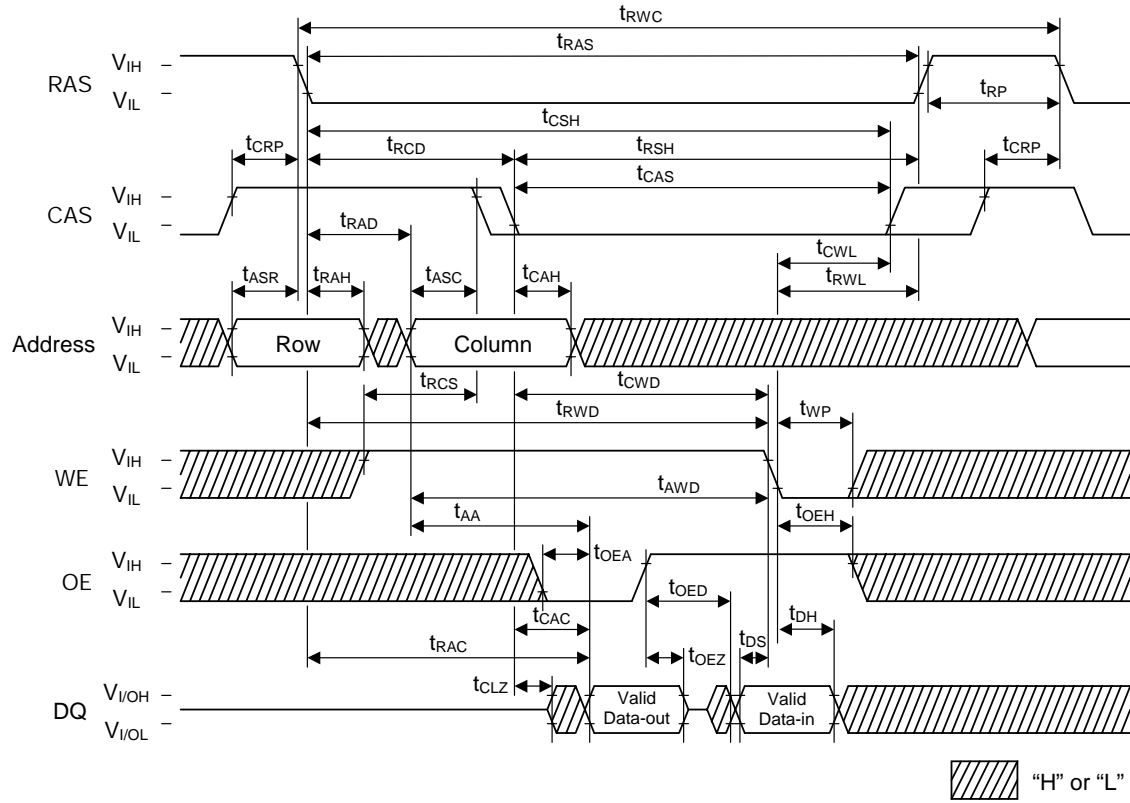 tRWC
tRAS
RAS
VIH
VIL
tRP
tCSH
tCRP
tRCD
tRSH
tCRP
tCAS
CAS
VIH
VIL
tRAD
tCWL
tRWL
tASR
tRAH
tASC
tCAH
Address
VIH
VIL
Row
Column
tRCS
tCWD
tRWD
tWP
WE
VIH
VIL
tAWD
tAA
tOEH
OE
VIH
VIL
tOEA
tOED
tCAC
tDH
tRAC
tDS
tOEZ
tCLZ
DQ
VI/OH
VI/OL
Valid
Data-out
Valid
Data-in
“H” or “L”